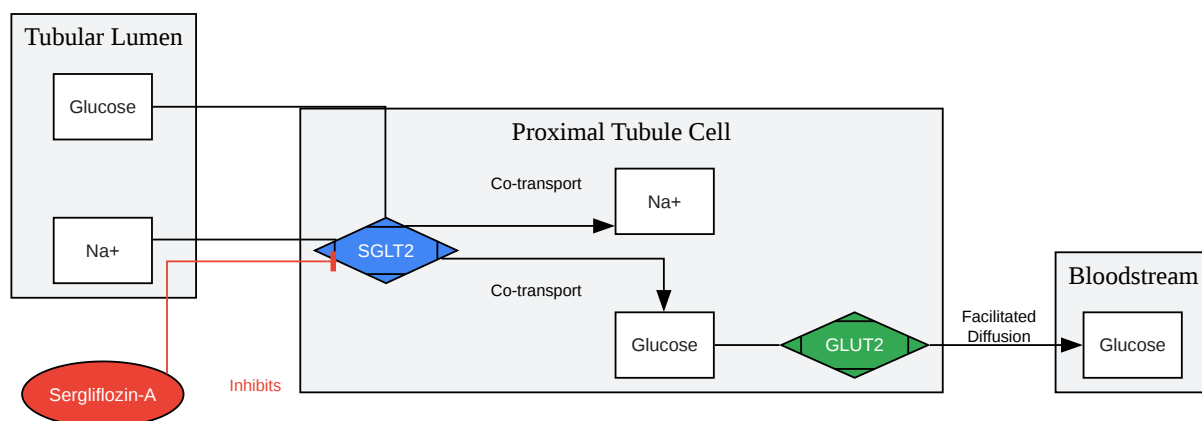 Tubular Lumen
Glucose
Na+
Proximal Tubule Cell
Co-transport
Na+
SGLT2
Co-transport
Glucose
GLUT2
Facilitated
Diffusion
Bloodstream
Glucose
Sergliflozin-A
Inhibits